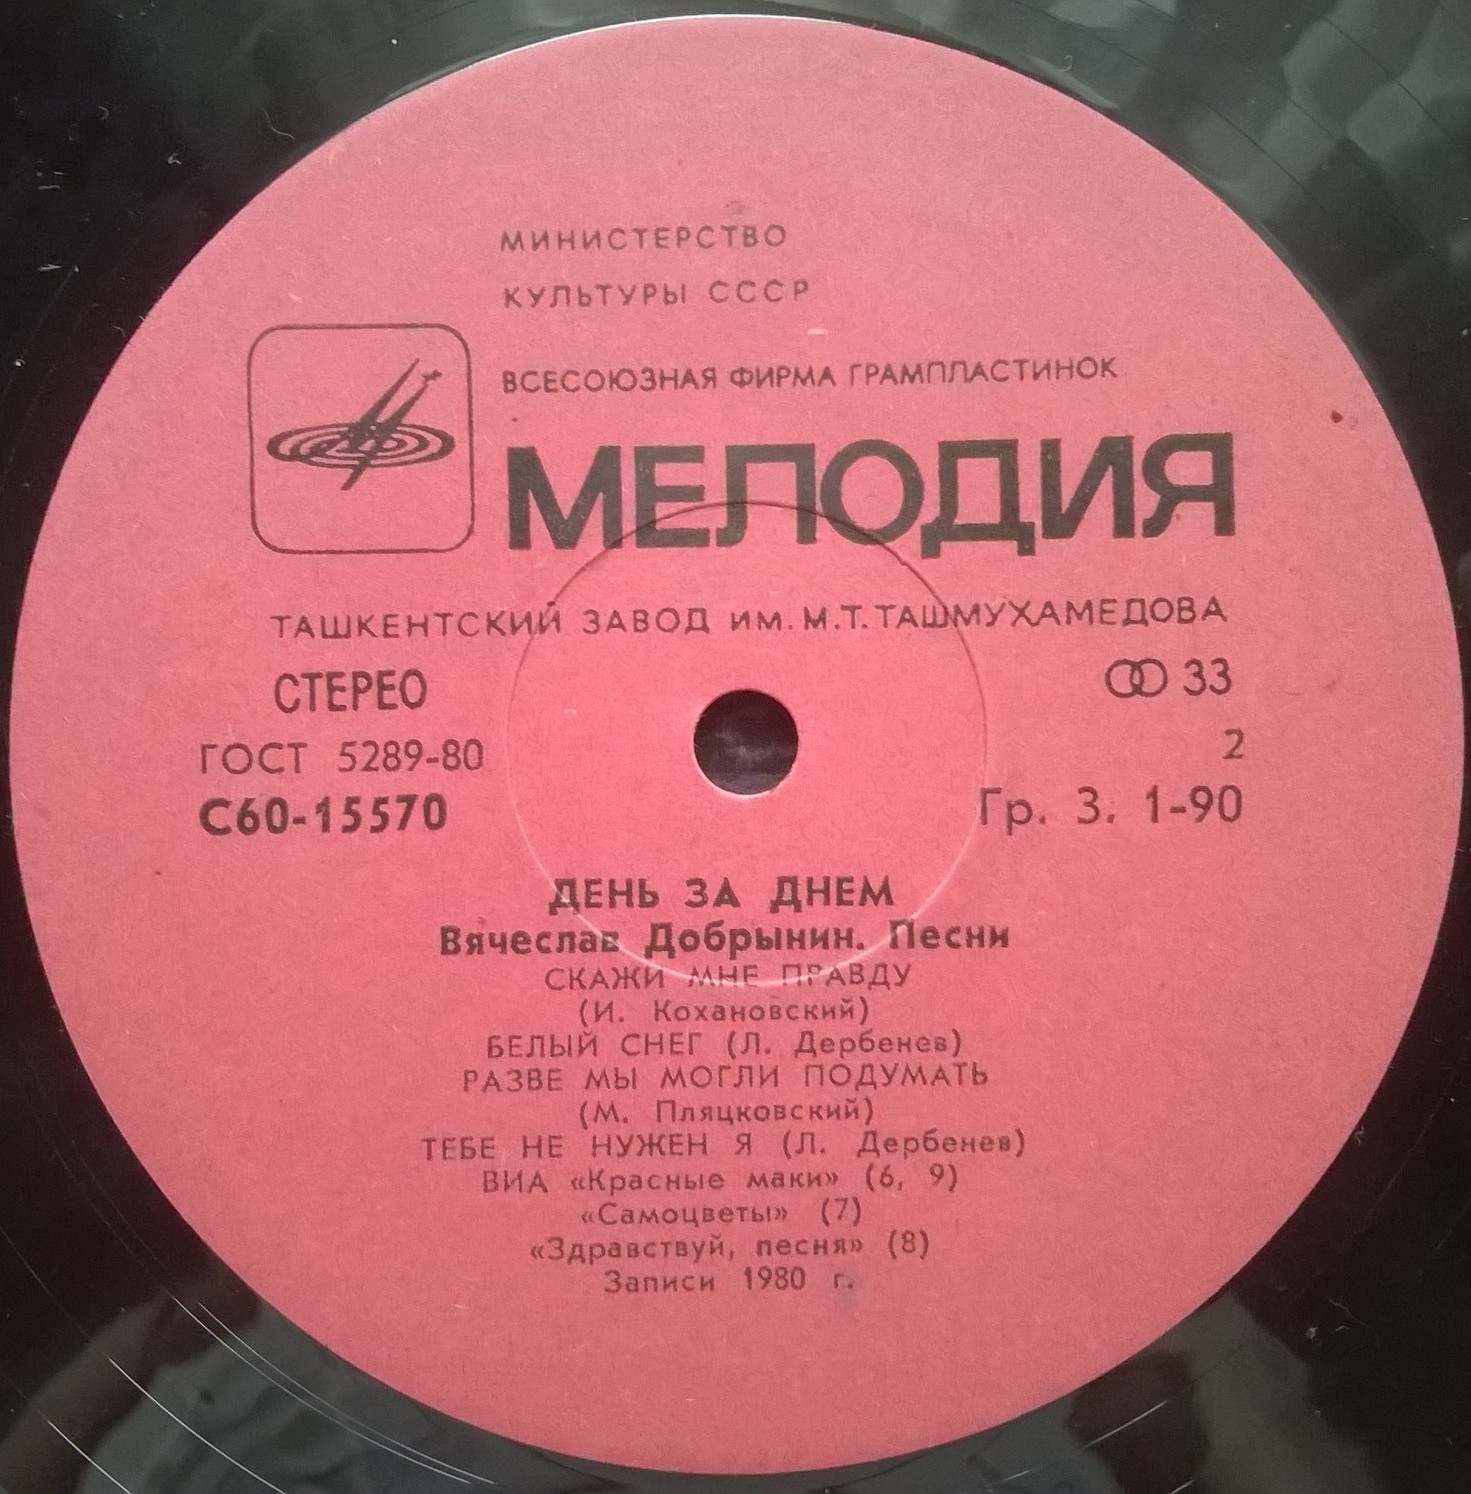 МИНИСТЕРСТВО
КУЛЬТУРЫ СССР
ВСЕСОЮЗНАЯ ФИРМА ГРАМПЛАСТИНОК
МЕЛОДИЯ
ТАШКЕНТСКИЙ ЗАВОД ИМ. М.Т. ТАШМУХАМЕДОВА
СТЕРЕО 33
ГОСТ 5289-80 2
С60-15570 Гр. 3. 1-90
ДЕНЬ ЗА ДНЕМ
Вячеслав Добрынин. Песни
СКАЖИ МНЕ ПРАВДУ
(И. Кохановский)
БЕЛЫЙ СНЕГ (Л. Дербенев)
РАЗВЕ МЫ МОГЛИ ПОДУМАТЬ
(М. Пляцковский)
ТЕБЕ НЕ НУЖЕН Я (Л. Дербенев)
ВИА «Красные маки» (6, 9)
«Самоцветы» (7)
«Здравствуй, песня» (8)
Записи 1980 г.